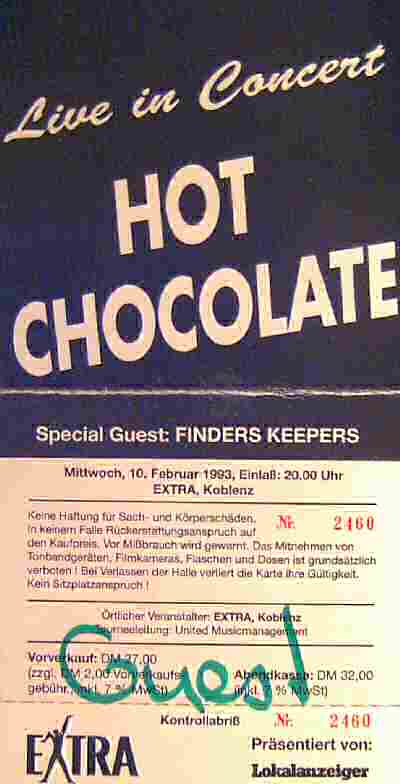 Live in Concert
HOT
CHOCOLATE
Special Guest: FINDERS KEEPERS
Mittwoch, 10. Februar 1993, Einlaß: 20.00 Uhr
EXTRA, Koblenz
Keine Haftung für Sach- und Körperschäden.
In keinem Falle Rückerstattungsanspruch auf
den Kaufpreis. Vor Mißbrauch wird gewarnt. Das Mitnehmen von
Tonbandgeräten, Filmkameras, Flaschen und Dosen ist grundsätzlich
verboten ! Bei Verlassen der Halle verliert die Karte ihre Gültigkeit.
Kein Sitzplatzanspruch !
Nr. 2460
Örtlicher Veranstalter: EXTRA, Koblenz
Tourneeleitung: United Musicmanagement
Guest
Vorverkauf: DM 27,00
(zzgl. DM 2,00 Vorverkaufs-
gebühr, inkl. 7 % MwSt)
Abendkasse: DM 32,00
(inkl. 7 % MwSt)
Kontrollabriß Nr. 2460
EXTRA
Präsentiert von:
Lokalanzeiger